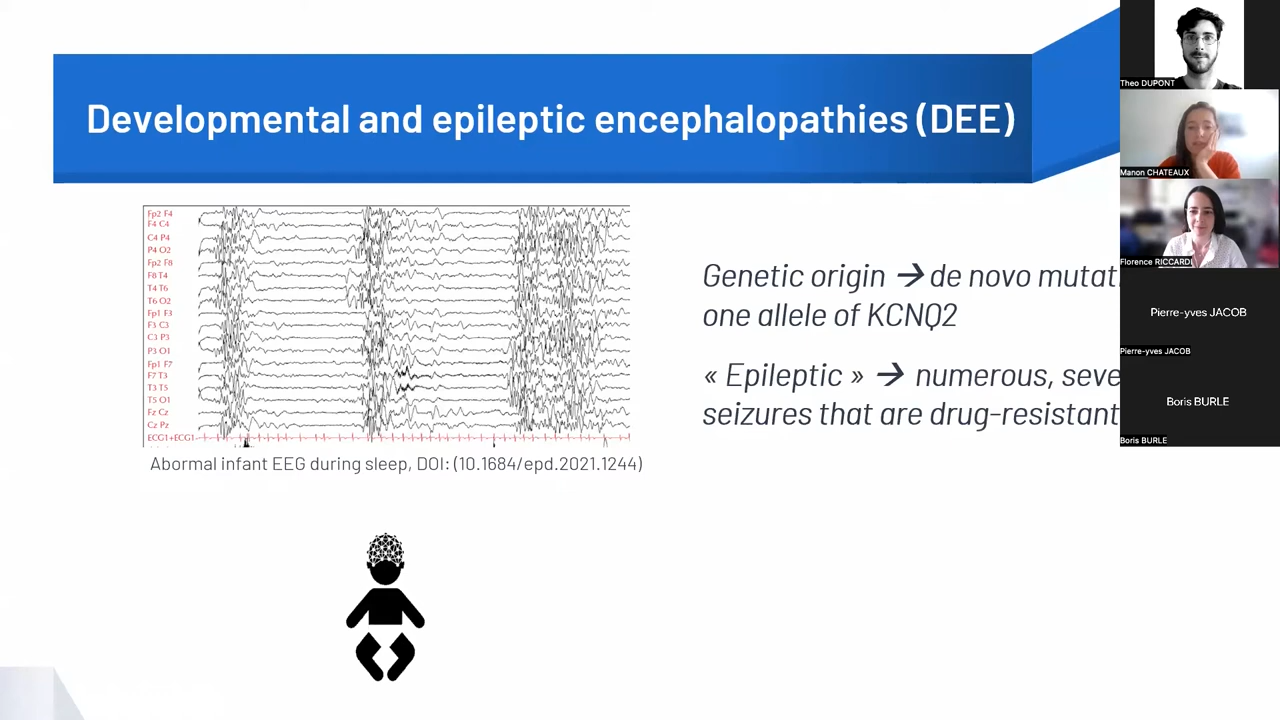 Developmental and epileptic encephalopathies (DEE)
Fp2 F4
F4 C4
C4 P4
P4 O2
Fp2 F8
F8 T4
T4 T6
T6 O2
Fp1 F3
F3 C3
C3 P3
P3 O1
Fp1 F7
F7 T3
T3 T5
T5 O1
Fz Cz
Cz Pz
ECG1+ECG1-
Abormal infant EEG during sleep, DOI: (10.1684/epd.2021.1244)
Genetic origin → de novo mutati
one allele of KCNQ2
« Epileptic » → numerous, seve
seizures that are drug-resistant
Theo DUPONT
Manon CHATEAUX
Florence RICCARDI
Pierre-yves JACOB
Pierre-yves JACOB
Boris BURLE
Boris BURLE